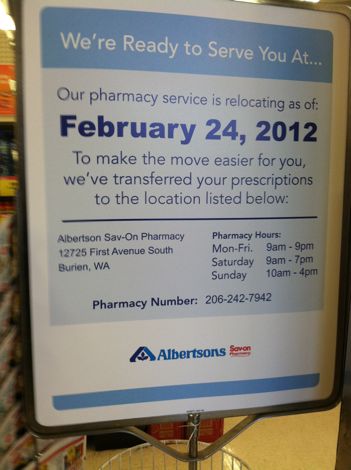 We're Ready to Serve You At...
Our pharmacy service is relocating as of:
February 24, 2012
To make the move easier for you,
we've transferred your prescriptions
to the location listed below:
Albertson Sav-On Pharmacy
12725 First Avenue South
Burien, WA
Pharmacy Hours:
Mon-Fri. 9am - 9pm
Saturday 9am - 7pm
Sunday 10am - 4pm
Pharmacy Number: 206-242-7942
Albertsons Sav-on
Pharmacy